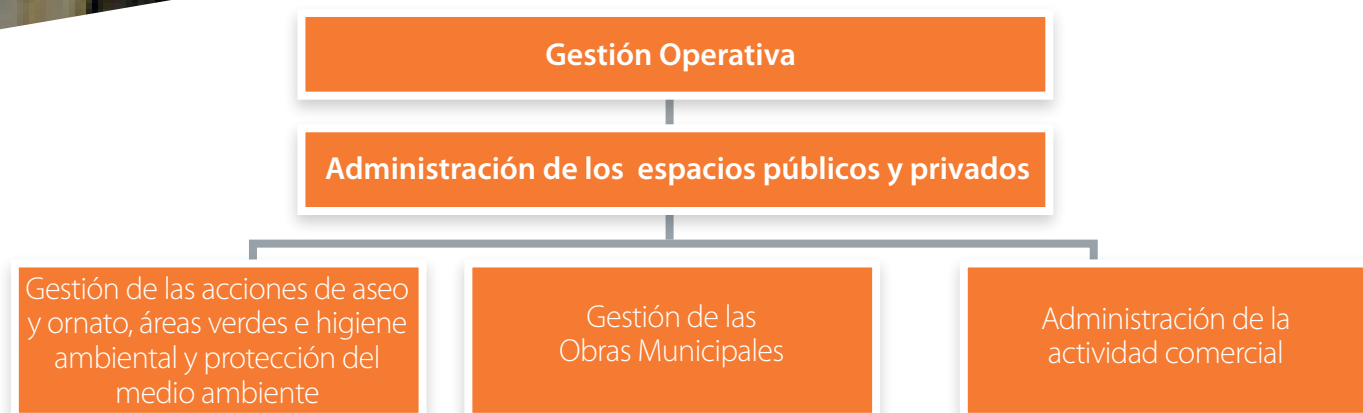 Gestión Operativa
Administración de los espacios públicos y privados
Gestión de las acciones de aseo
y ornato, áreas verdes e higiene
ambiental y protección del
medio ambiente
Gestión de las
Obras Municipales
Administración de la
actividad comercial